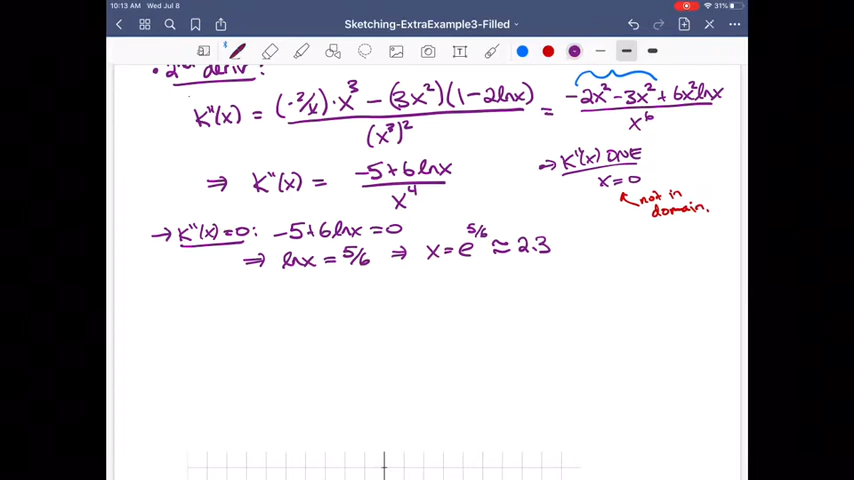 10:13 AM Wed Jul 8
31%
Sketching-ExtraExample3-Filled
• 2nd deriv:
K''(x) = (-2/x)·x³ - (3x²)(1-2lnx) / (x³)² = -2x² - 3x² + 6x²lnx / x⁶
⇒ K''(x) = -5+6lnx / x⁴
→ K''(x) DNE
x=0
not in
domain.
→ K''(x)=0: -5+6lnx=0
⇒ lnx = 5/6 ⇒ x=e^5/6 ≈ 2.3